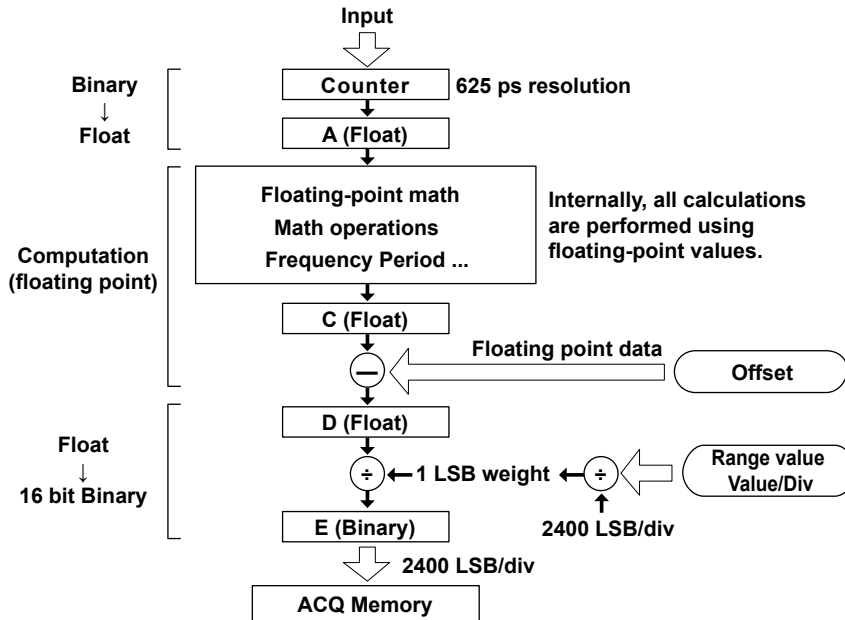 Input
Binary
↓
Float
Counter
625 ps resolution
A (Float)
Computation
(floating point)
Floating-point math
Math operations
Frequency Period ...
Internally, all calculations
are performed using
floating-point values.
C (Float)
Floating point data
—
Offset
D (Float)
Float
↓
16 bit Binary
÷
1 LSB weight
÷
Range value
Value/Div
2400 LSB/div
E (Binary)
2400 LSB/div
ACQ Memory